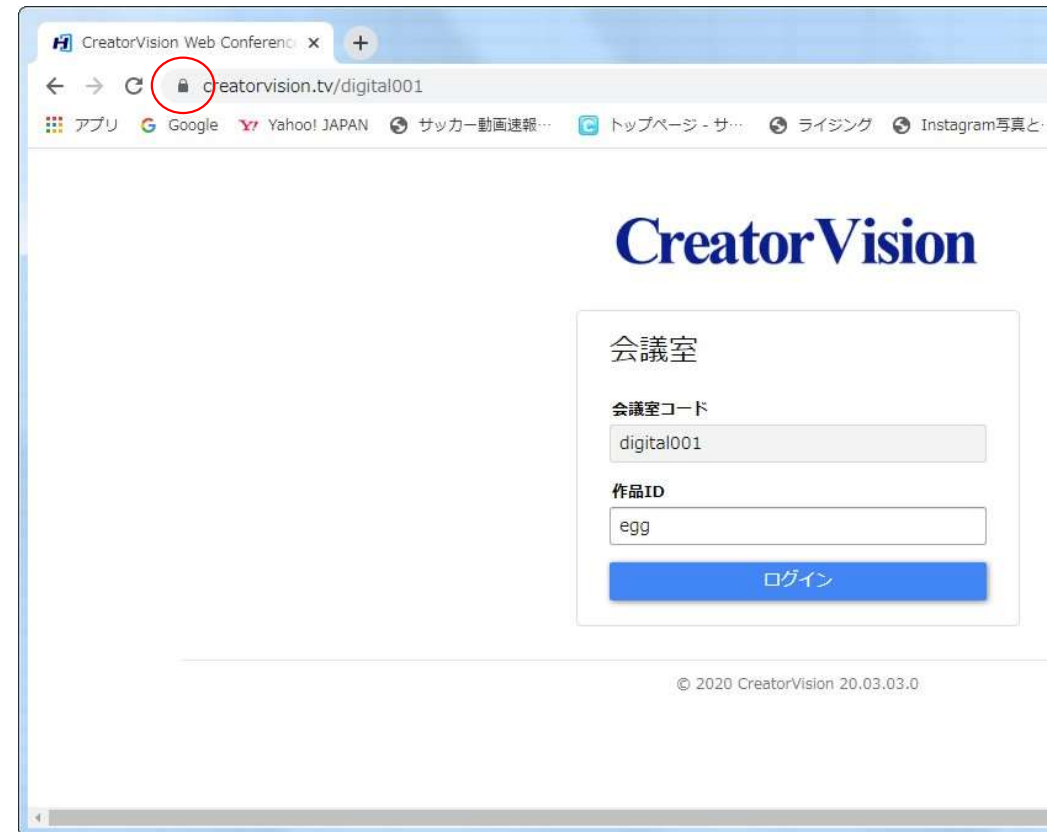 CreatorVision Web Conferenc
creatorvision.tv/digital001
アプリ Google Yahoo! JAPAN サッカー動画速報… トップページ - サ… ライジング Instagram写真と…
CreatorVision
会議室
会議室コード
digital001
作品ID
egg
ログイン
© 2020 CreatorVision 20.03.03.0